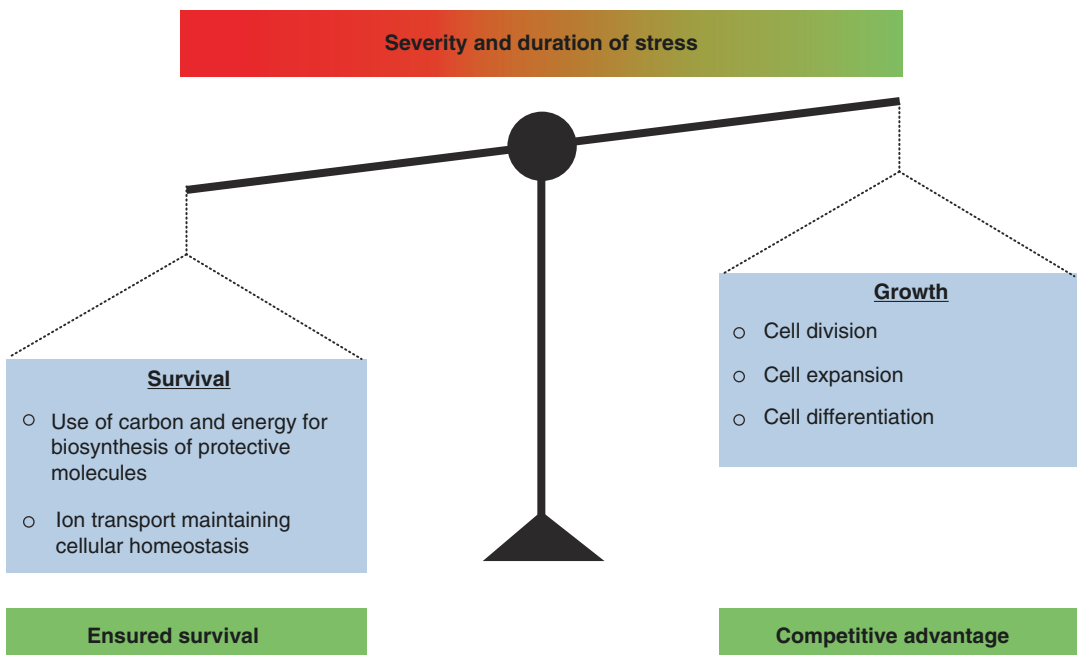 Severity and duration of stress
Survival
Use of carbon and energy for
biosynthesis of protective
molecules
Ion transport maintaining
cellular homeostasis
Ensured survival
Growth
Cell division
Cell expansion
Cell differentiation
Competitive advantage